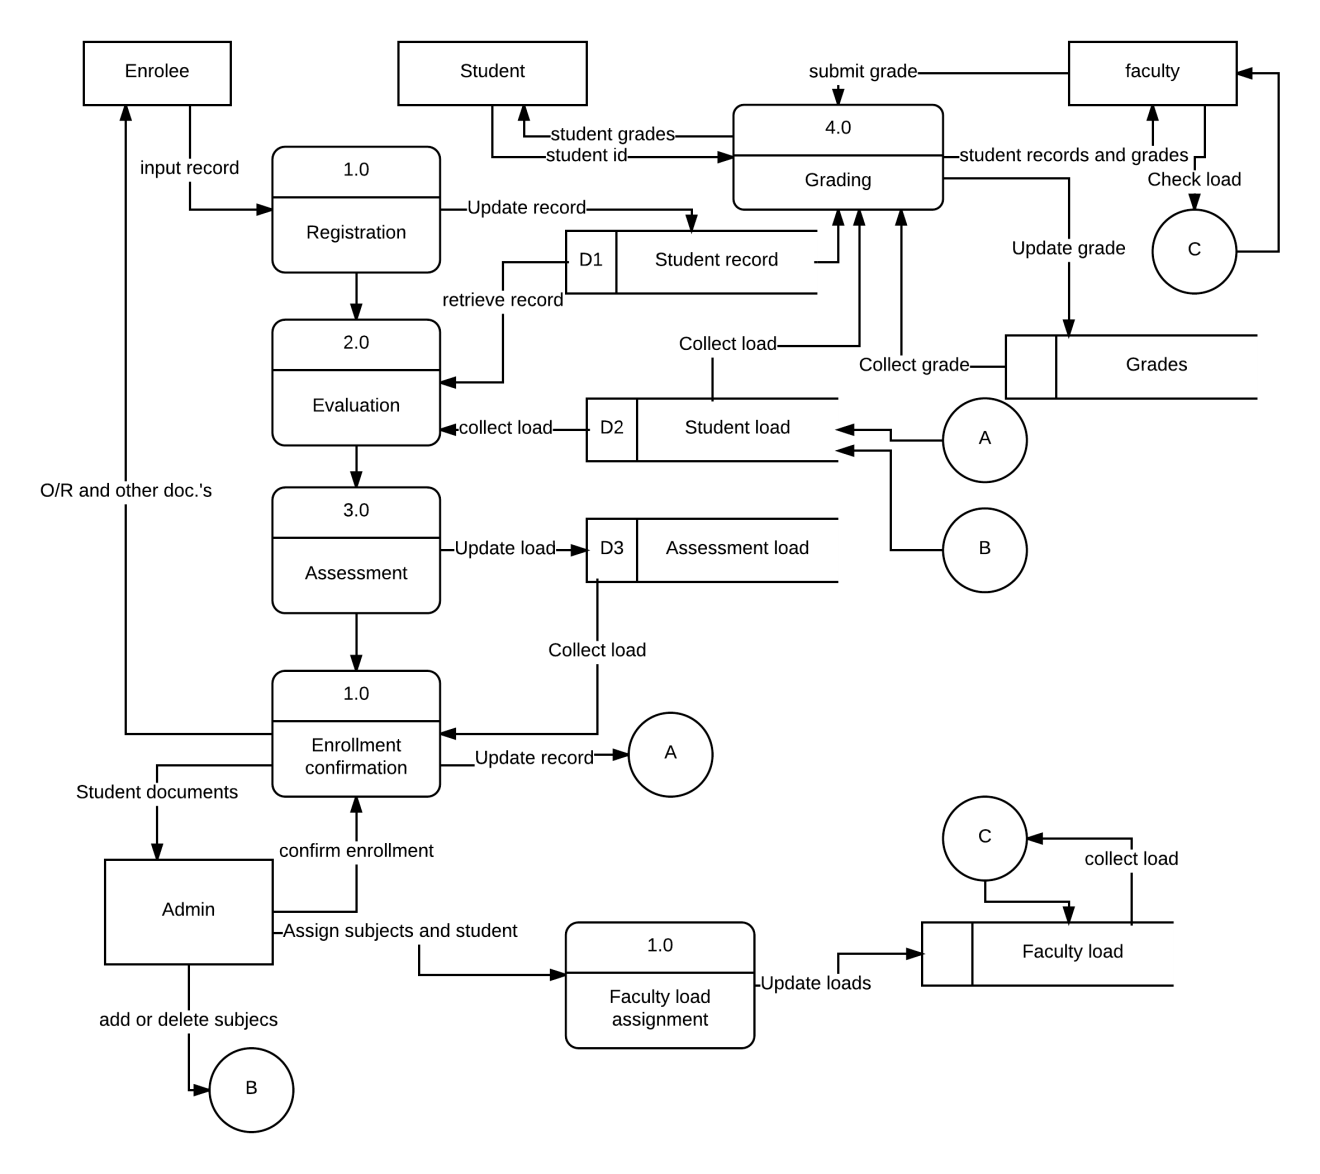 Enrolee
Student
faculty
submit grade
4.0
student grades
student id
student records and grades
input record
1.0
Grading
Check load
Update record
Registration
Update grade
C
D1
Student record
retrieve record
2.0
Collect load
Collect grade
Grades
Evaluation
collect load
D2
Student load
A
O/R and other doc.'s
3.0
Update load
D3
Assessment load
B
Assessment
Collect load
1.0
Enrollment
confirmation
Update record
A
Student documents
confirm enrollment
C
collect load
Admin
Assign subjects and student
1.0
Faculty load
Update loads
Faculty load
assignment
add or delete subjecs
B